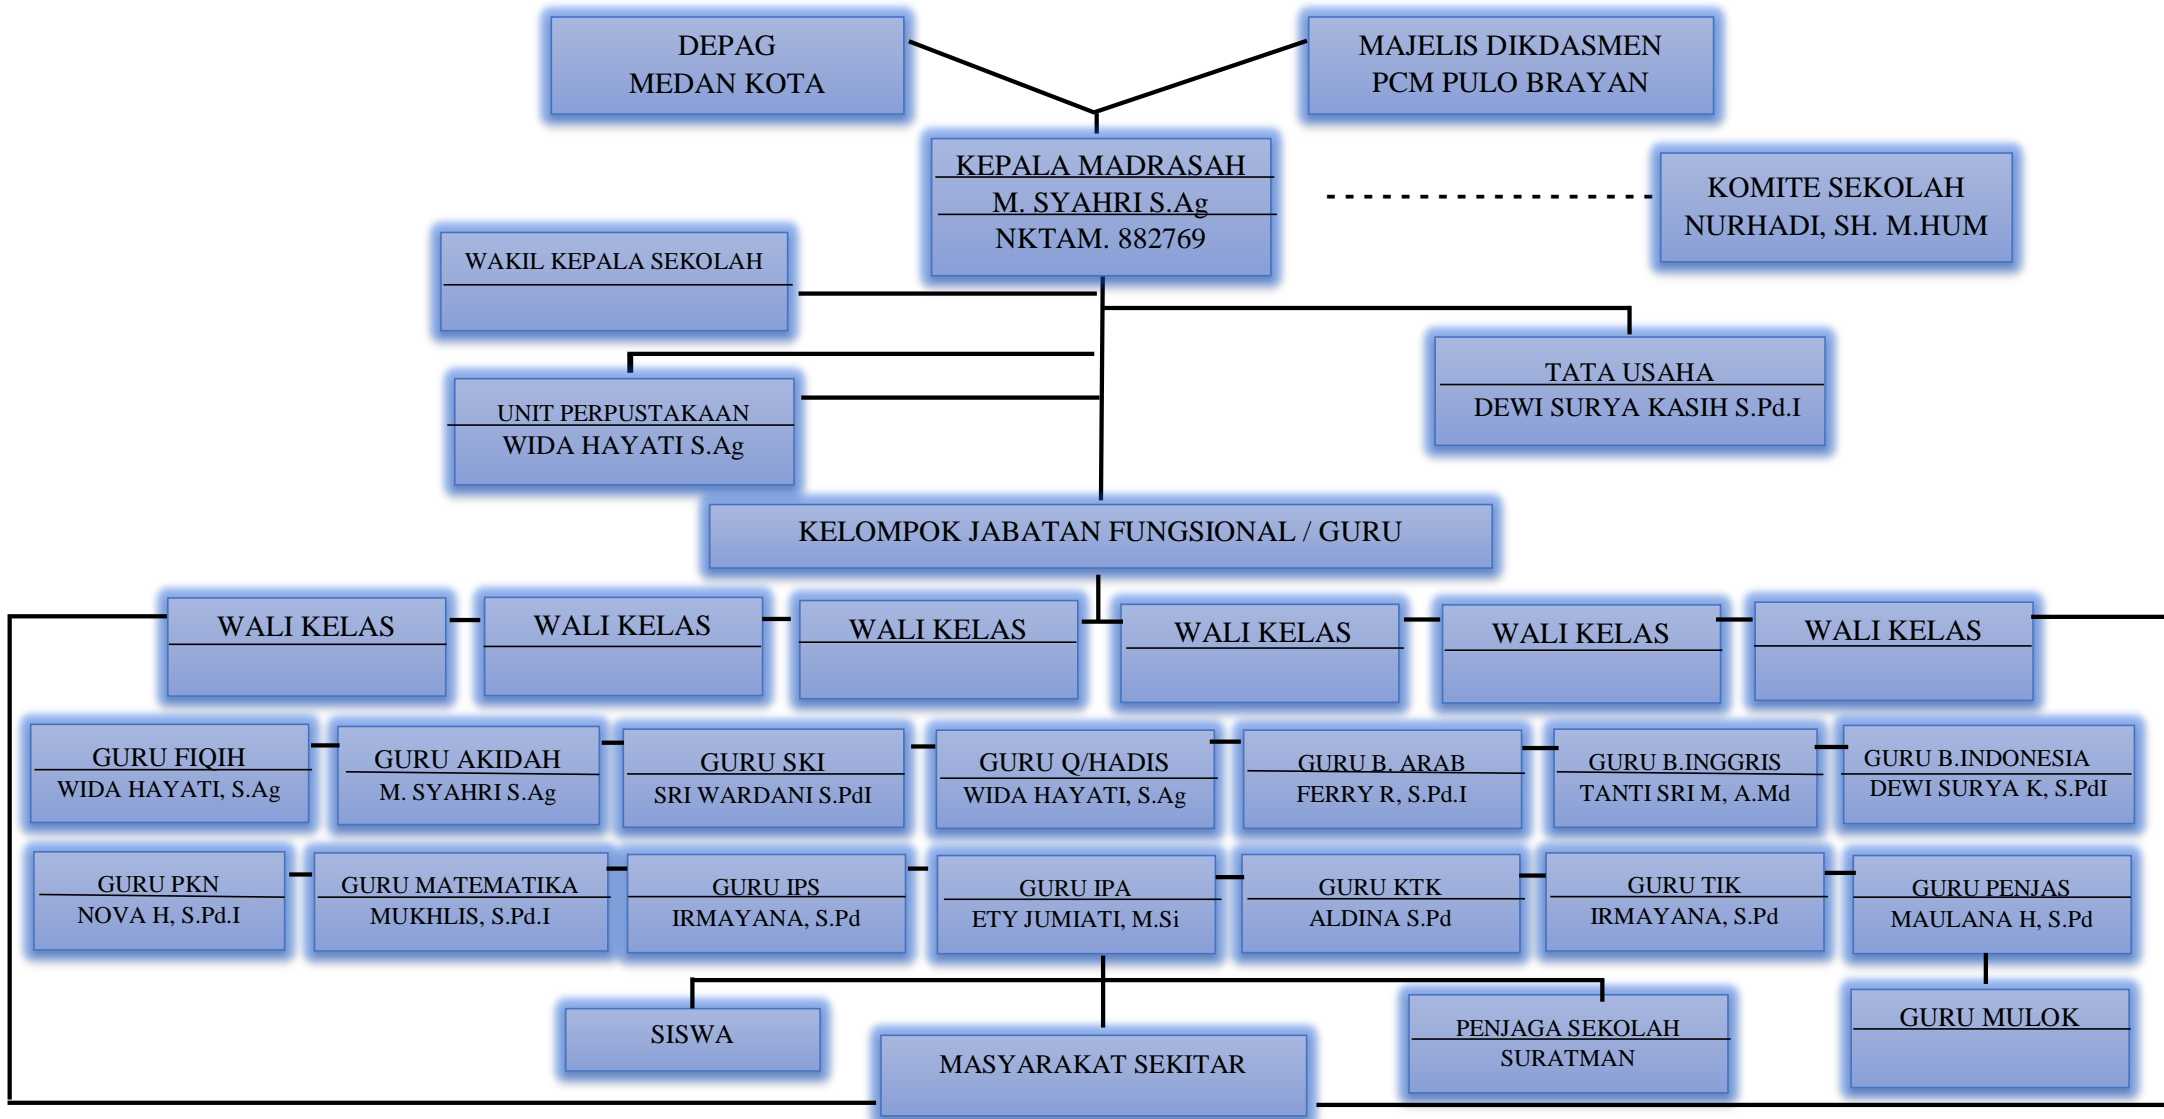 DEPAG
MEDAN KOTA
MAJELIS DIKDASMEN
PCM PULO BRAYAN
KEPALA MADRASAH
M. SYAHRI S.Ag
NKTAM. 882769
KOMITE SEKOLAH
NURHADI, SH. M.HUM
WAKIL KEPALA SEKOLAH
TATA USAHA
DEWI SURYA KASIH S.Pd.I
UNIT PERPUSTAKAAN
WIDA HAYATI S.Ag
KELOMPOK JABATAN FUNGSIONAL / GURU
WALI KELAS
WALI KELAS
WALI KELAS
WALI KELAS
WALI KELAS
WALI KELAS
GURU FIQIH
WIDA HAYATI, S.Ag
GURU AKIDAH
M. SYAHRI S.Ag
GURU SKI
SRI WARDANI S.PdI
GURU Q/HADIS
WIDA HAYATI, S.Ag
GURU B. ARAB
FERRY R, S.Pd.I
GURU B.INGGRIS
TANTI SRI M, A.Md
GURU B.INDONESIA
DEWI SURYA K, S.PdI
GURU PKN
NOVA H, S.Pd.I
GURU MATEMATIKA
MUKHLIS, S.Pd.I
GURU IPS
IRMAYANA, S.Pd
GURU IPA
ETY JUMIATI, M.Si
GURU KTK
ALDINA S.Pd
GURU TIK
IRMAYANA, S.Pd
GURU PENJAS
MAULANA H, S.Pd
SISWA
MASYARAKAT SEKITAR
PENJAGA SEKOLAH
SURATMAN
GURU MULOK